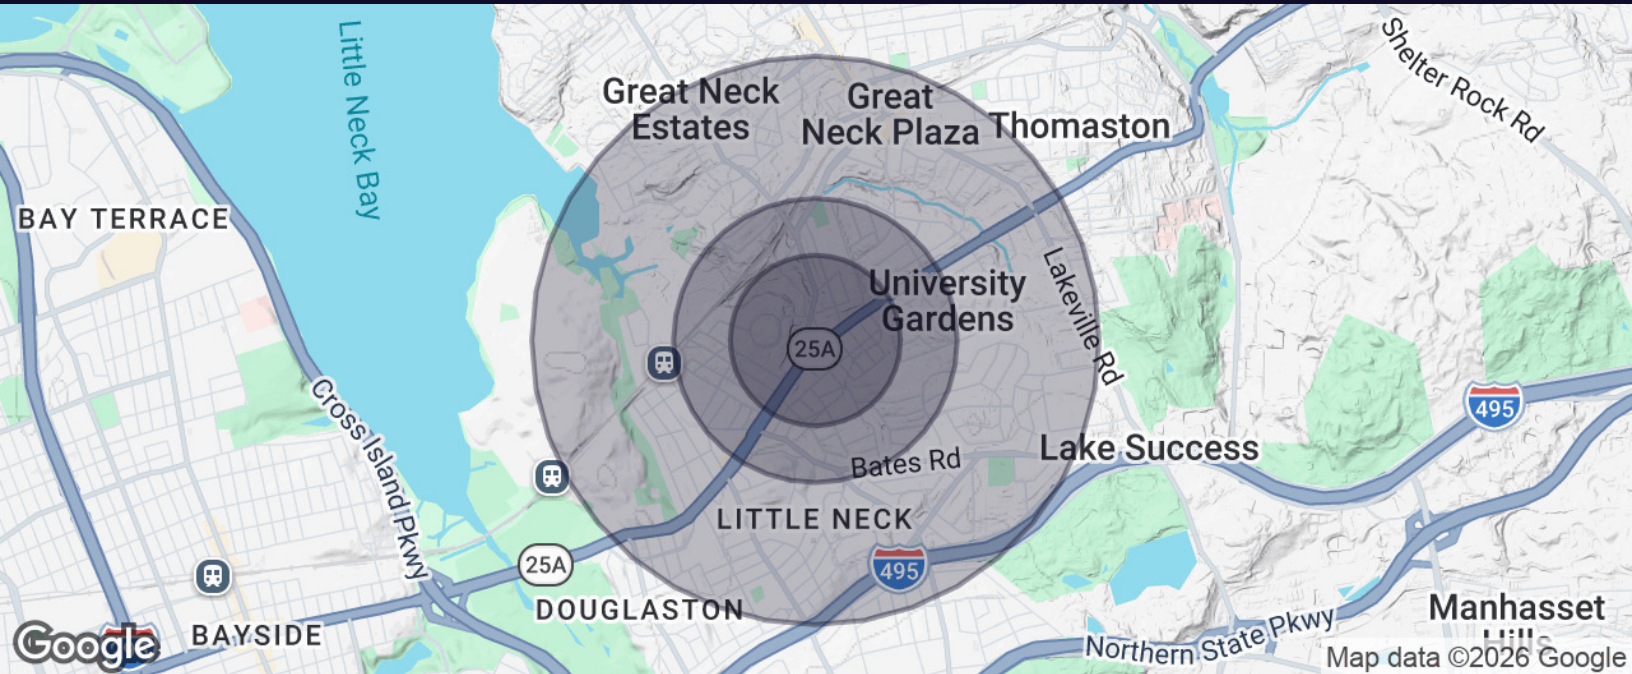 Little Neck Bay
Shelter Rock Rd
Great Neck
Estates
Great
Neck Plaza
Thomaston
BAY TERRACE
University
Gardens
Lakeville Rd
25A
Cross Island Pkwy
495
Lake Success
Bates Rd
LITTLE NECK
25A
495
DOUGLASTON
BAYSIDE
Manhasset
Hills
Northern State Pkwy
Google
Map data ©2026 Google